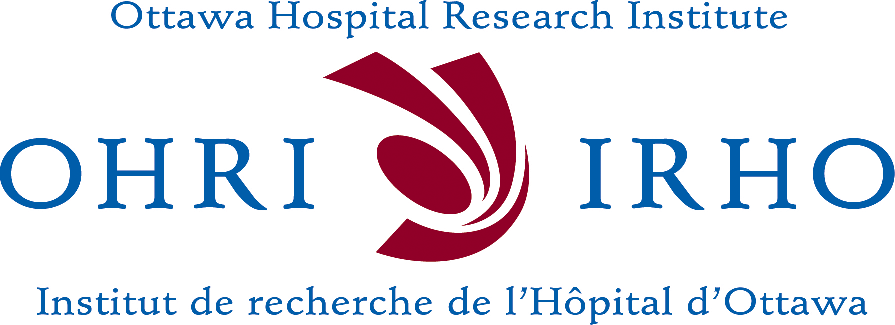 Ottawa Hospital Research Institute
OHRI IRHO
Institut de recherche de l’Hôpital d’Ottawa